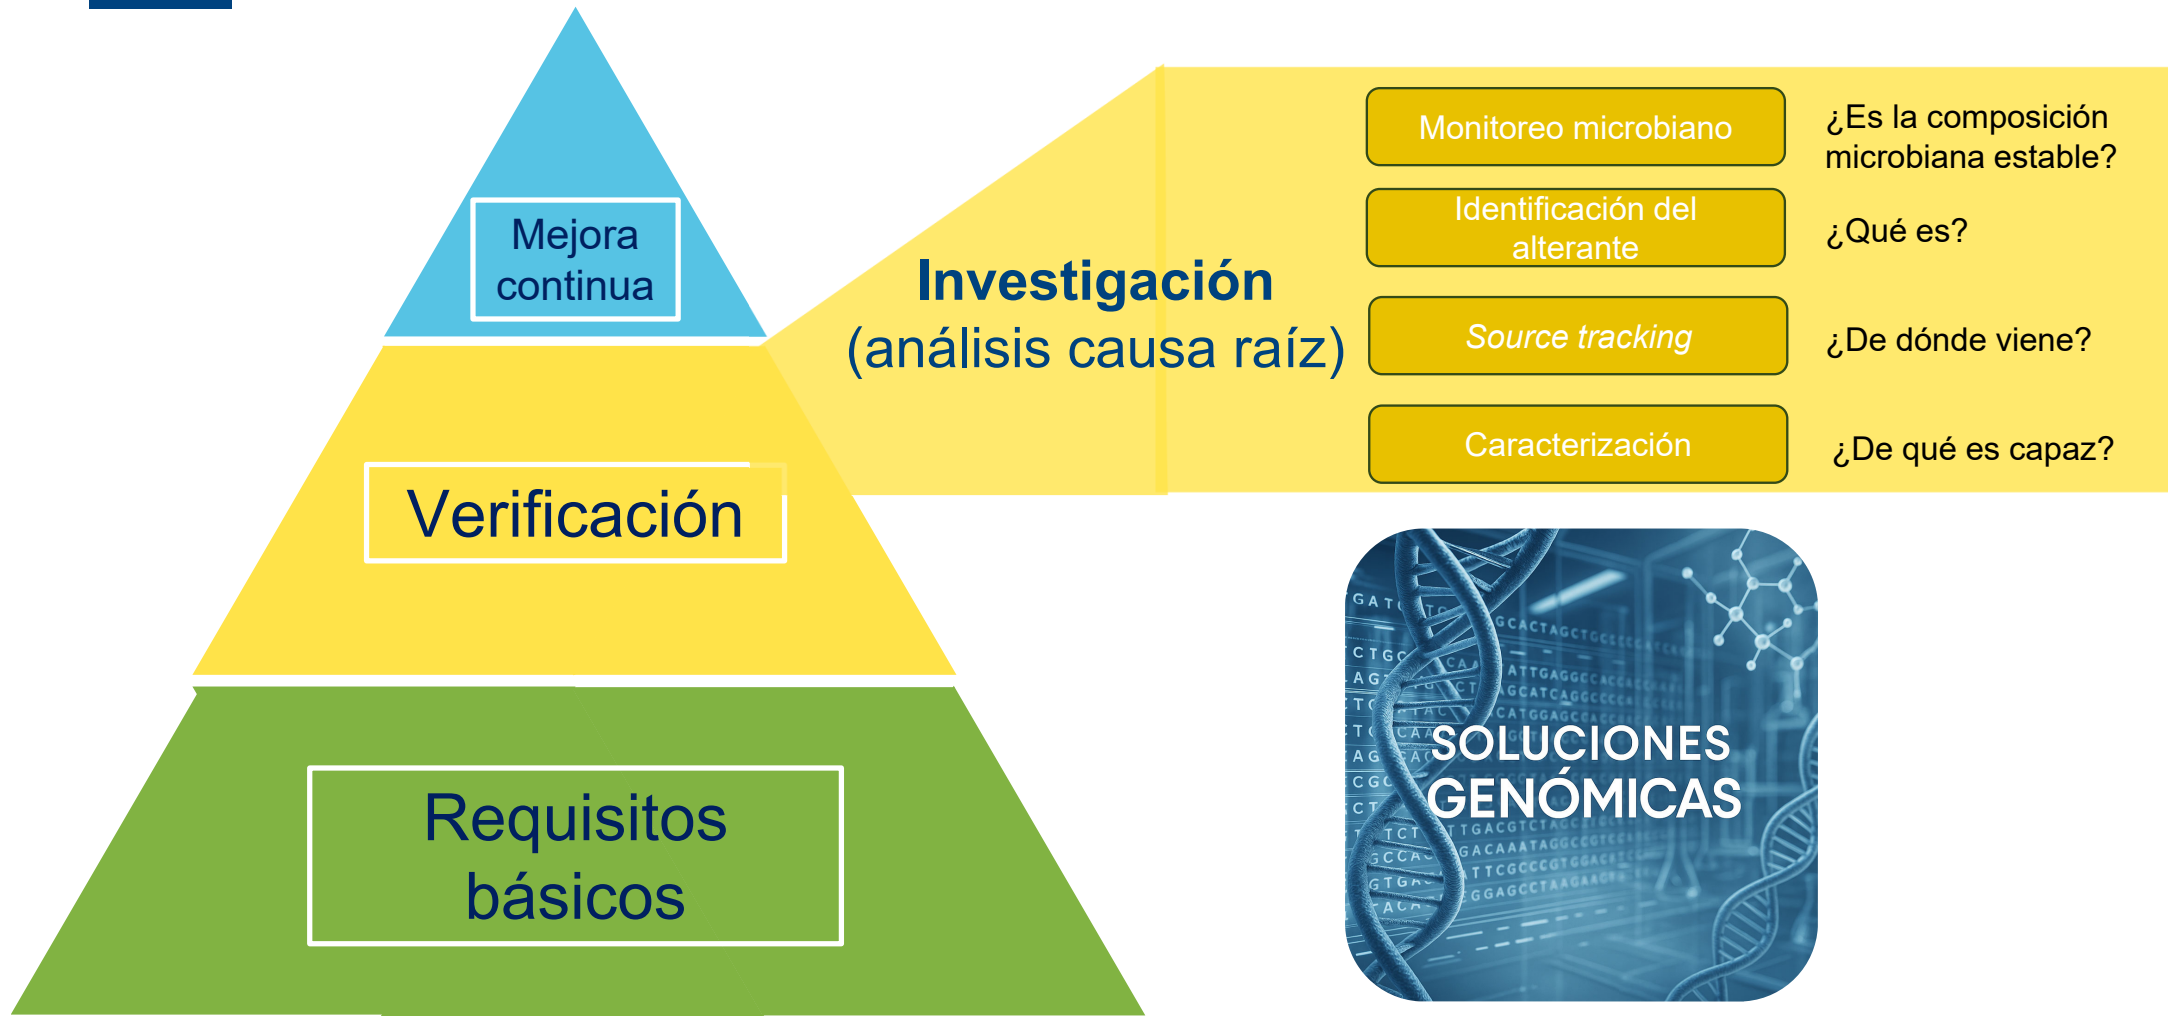 Mejora
continua
Verificación
Requisitos
básicos
Investigación
(análisis causa raíz)
Monitoreo microbiano
¿Es la composición
microbiana estable?
Identificación del
alterante
¿Qué es?
Source tracking
¿De dónde viene?
Caracterización
¿De qué es capaz?
SOLUCIONES
GENÓMICAS